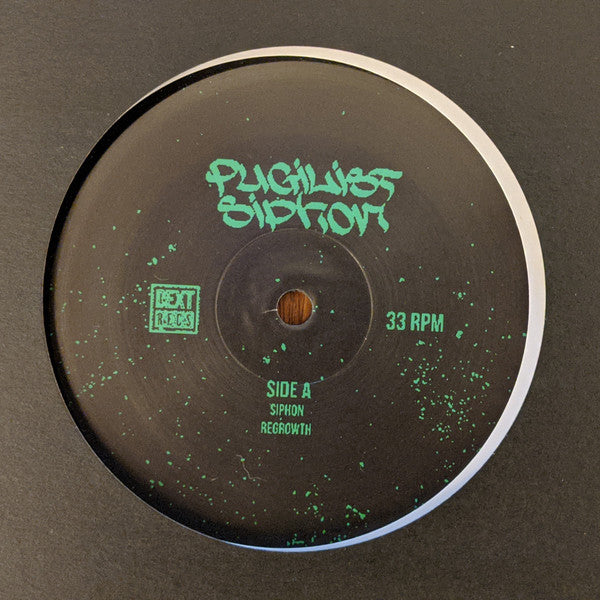 PUGILIST
SIPHON
DEXT
RECS
33 RPM
SIDE A
SIPHON
REGROWTH